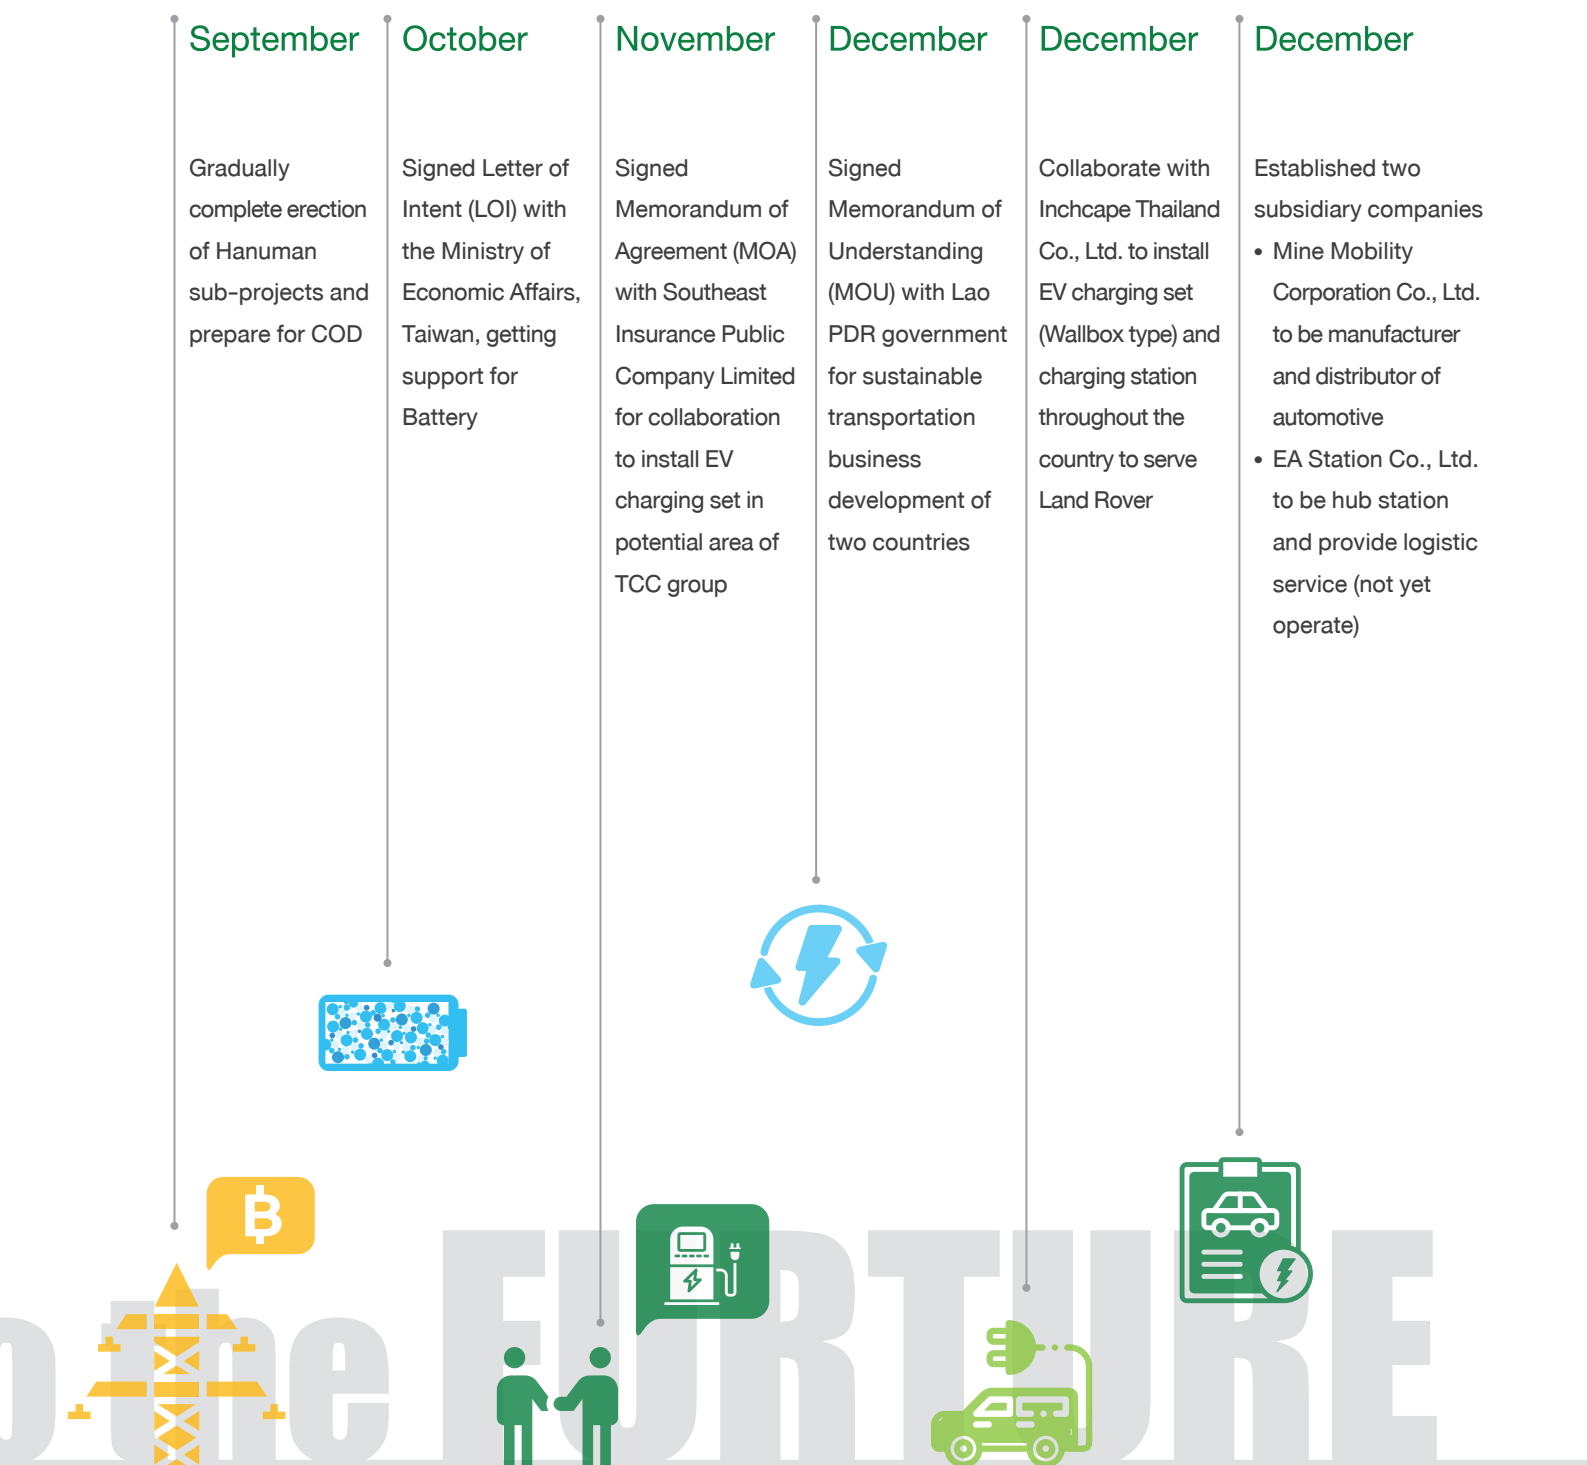 September
Gradually
complete erection
of Hanuman
sub-projects and
prepare for COD
October
Signed Letter of
Intent (LOI) with
the Ministry of
Economic Affairs,
Taiwan, getting
support for
Battery
November
Signed
Memorandum of
Agreement (MOA)
with Southeast
Insurance Public
Company Limited
for collaboration
to install EV
charging set in
potential area of
TCC group
December
Signed
Memorandum of
Understanding
(MOU) with Lao
PDR government
for sustainable
transportation
business
development of
two countries
December
Collaborate with
Inchcape Thailand
Co., Ltd. to install
EV charging set
(Wallbox type) and
charging station
throughout the
country to serve
Land Rover
December
Established two
subsidiary companies
• Mine Mobility
Corporation Co., Ltd.
to be manufacturer
and distributor of
automotive
• EA Station Co., Ltd.
to be hub station
and provide logistic
service (not yet
operate)
฿
o the FURTURE